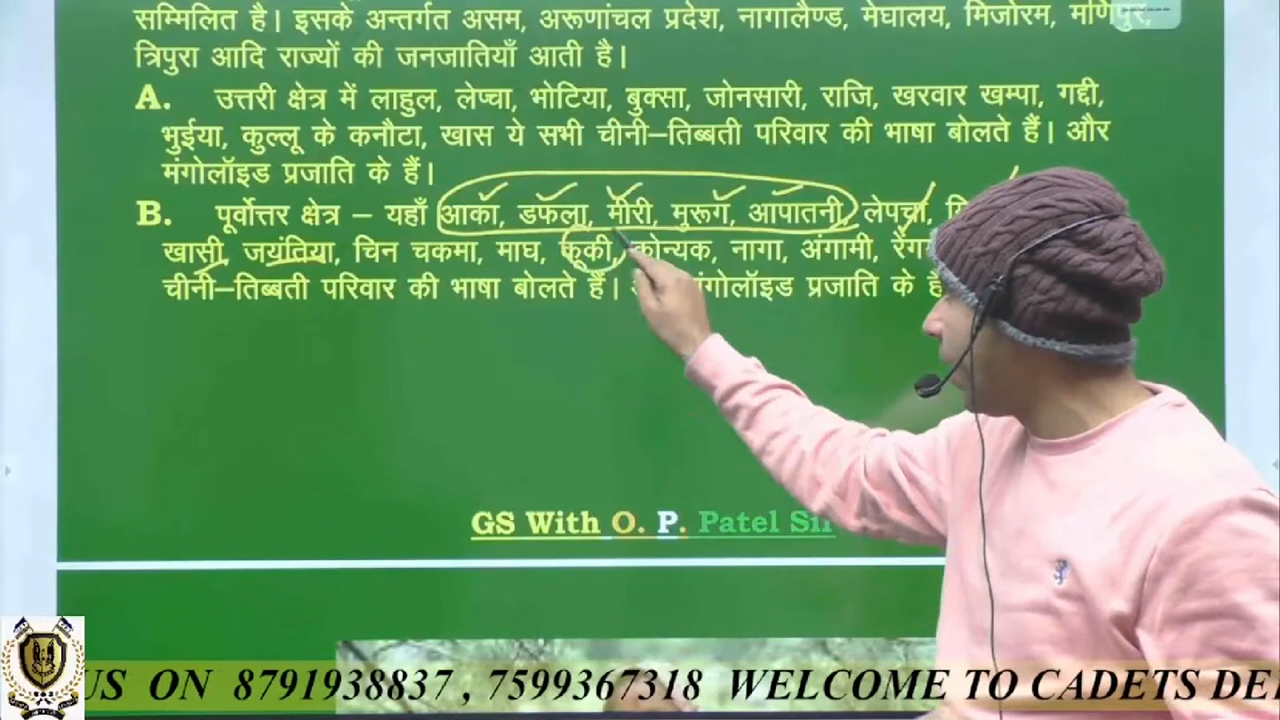 सम्मिलित है। इसके अन्तर्गत असम, अरूणांचल प्रदेश, नागालैण्ड, मेघालय, मिजोरम, मणिपुर,
त्रिपुरा आदि राज्यों की जनजातियाँ आती है।
A. उत्तरी क्षेत्र में लाहुल, लेप्चा, भोटिया, बुक्सा, जोनसारी, राजि, खरवार खम्पा, गद्दी,
भुईया, कुल्लू के कनौटा, खास ये सभी चीनी–तिब्बती परिवार की भाषा बोलते हैं। और
मंगोलॉइड प्रजाति के हैं।
B. पूर्वोत्तर क्षेत्र – यहाँ आका, डफला, मीरी, मुरूग, आपातनी, लेपचा,
खासी, जयंतिया, चिन चकमा, माघ, कूकी, कोन्यक, नागा, अंगामी,
चीनी–तिब्बती परिवार की भाषा बोलते हैं। मंगोलॉइड प्रजाति के
GS With O. P. Patel Sir
US ON 8791938837 , 7599367318 WELCOME TO CADETS